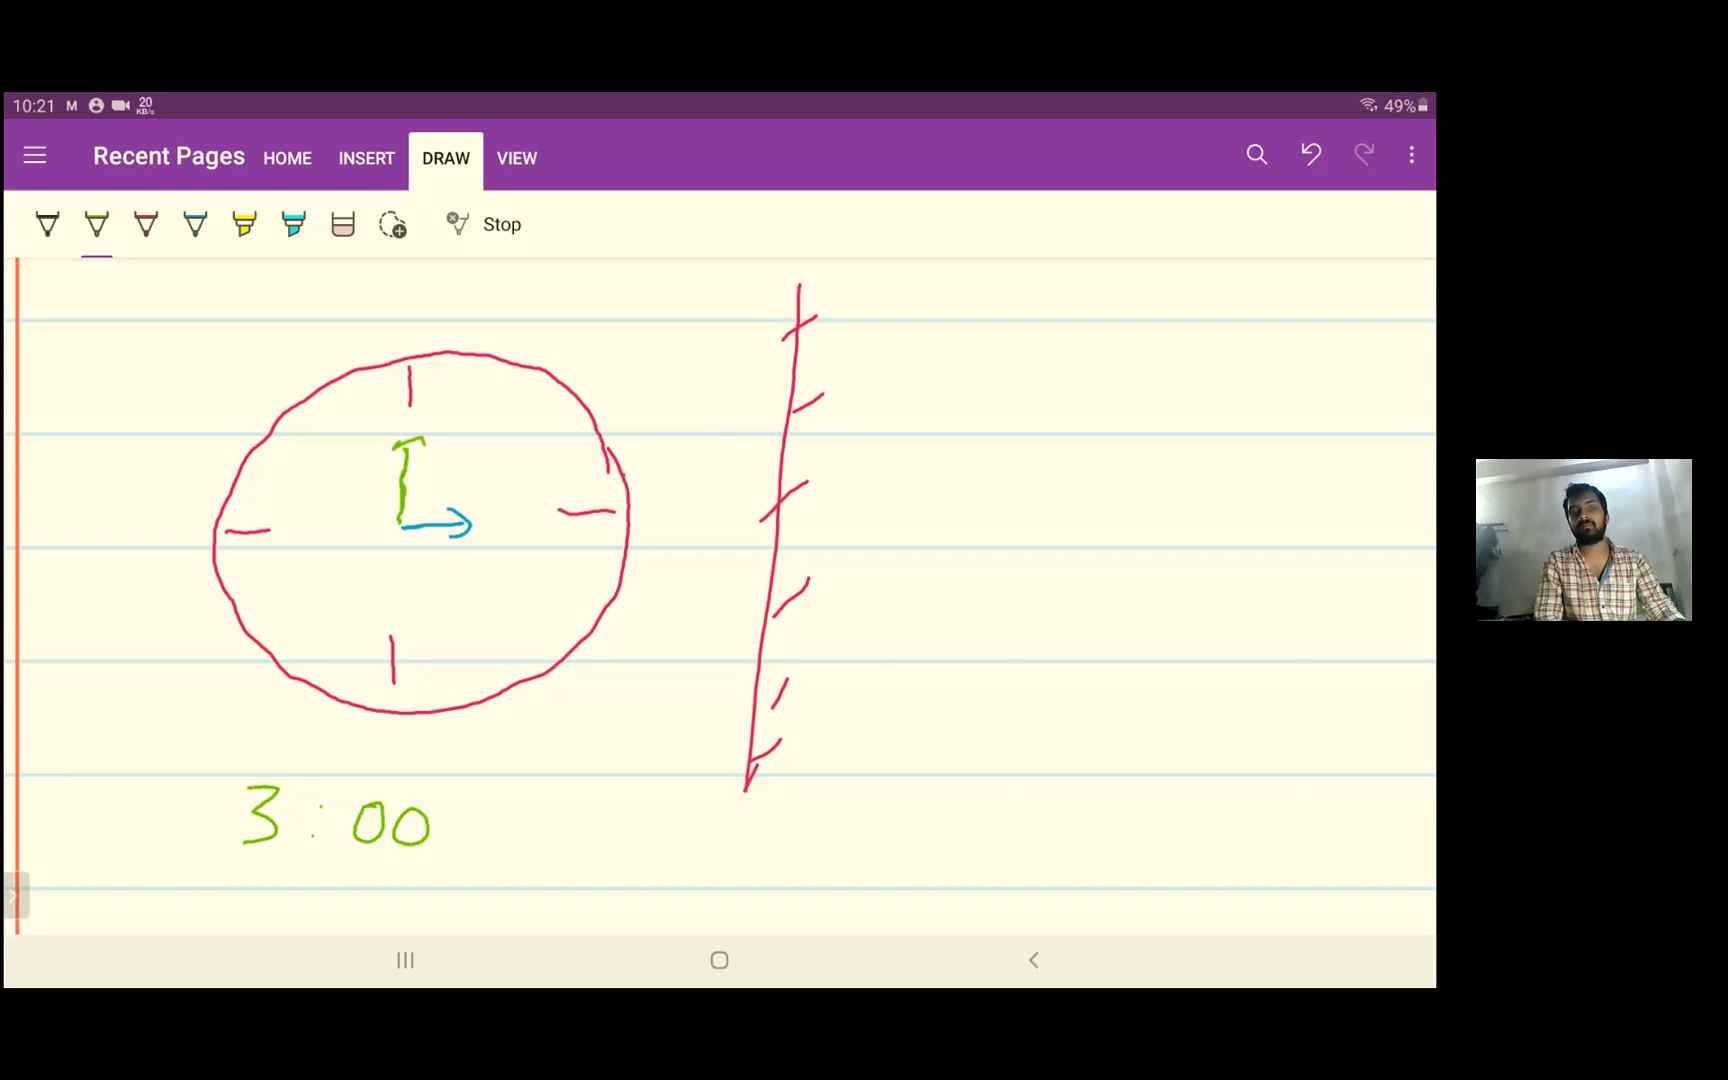 10:21 M 20 KB/s 49%
Recent Pages HOME INSERT DRAW VIEW
Stop
3:00